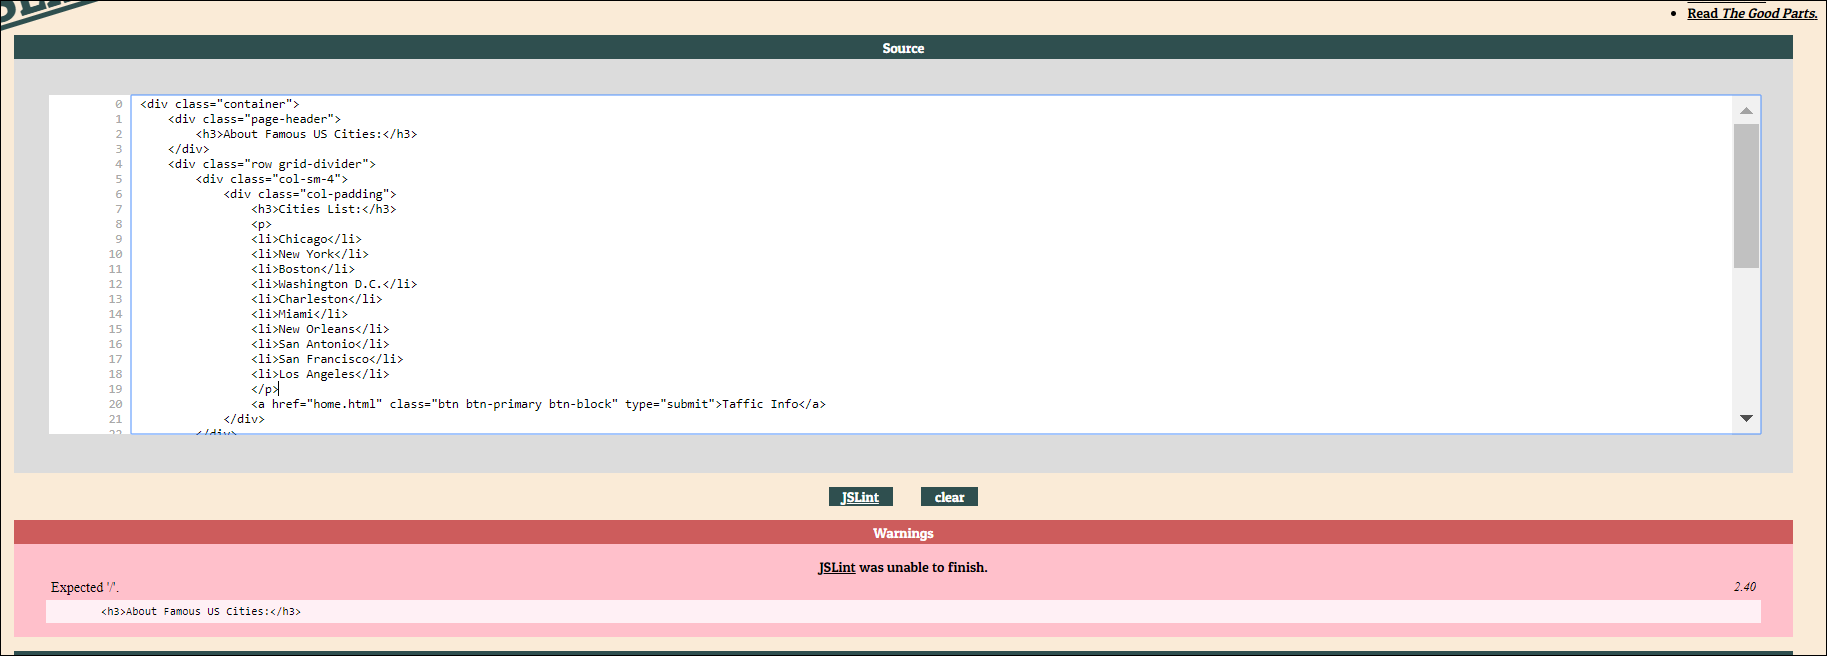 • Read The Good Parts.
Source
0 <div class="container">
1 <div class="page-header">
2 <h3>About Famous US Cities:</h3>
3 </div>
4 <div class="row grid-divider">
5 <div class="col-sm-4">
6 <div class="col-padding">
7 <h3>Cities List:</h3>
8 <p>
9 <li>Chicago</li>
10 <li>New York</li>
11 <li>Boston</li>
12 <li>Washington D.C.</li>
13 <li>Charleston</li>
14 <li>Miami</li>
15 <li>New Orleans</li>
16 <li>San Antonio</li>
17 <li>San Francisco</li>
18 <li>Los Angeles</li>
19 </p>
20 <a href="home.html" class="btn btn-primary btn-block" type="submit">Taffic Info</a>
21 </div>
22 </div>
JSLint clear
Warnings
JSLint was unable to finish.
Expected '/'. 2.40
<h3>About Famous US Cities:</h3>